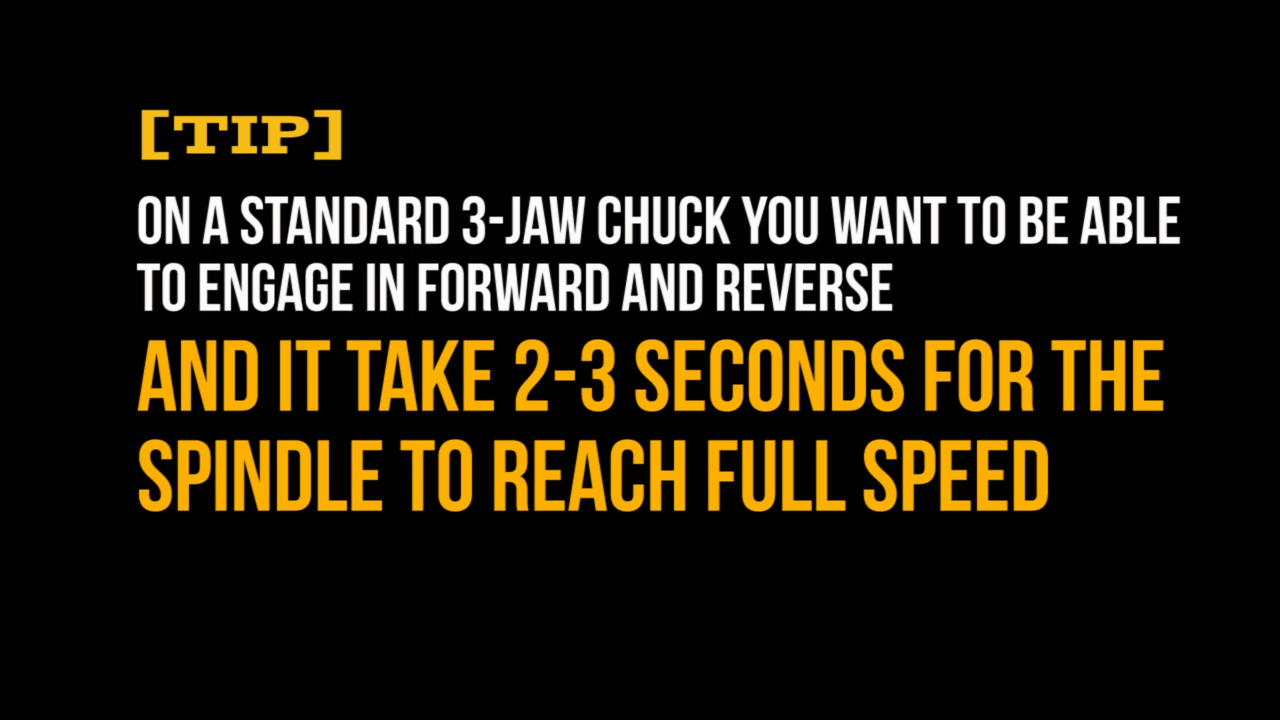 [TIP]
ON A STANDARD 3-JAW CHUCK YOU WANT TO BE ABLE
TO ENGAGE IN FORWARD AND REVERSE
AND IT TAKE 2-3 SECONDS FOR THE
SPINDLE TO REACH FULL SPEED